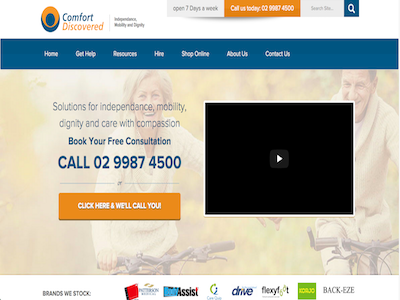 Comfort
Discovered
Independence,
Mobility and Dignity
open 7 Days a week
Call us today: 02 9987 4500
Search Site..
Home
Get Help
Resources
Hire
Shop Online
About Us
Contact Us
Solutions for independance, mobility,
dignity and care with compassion
Book Your Free Consultation
CALL 02 9987 4500
or
CLICK HERE & WE'LL CALL YOU!
BRANDS WE STOCK:
PATTERSON
MEDICAL
Assist
drive
flexyfoot
BACK-EZE